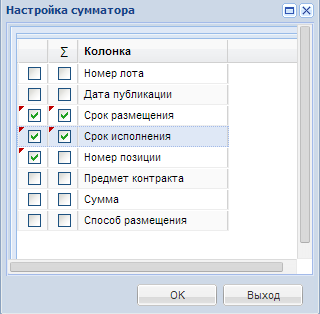 Настройка сумматора
Σ Колонка
Номер лота
Дата публикации
Срок размещения
Срок исполнения
Номер позиции
Предмет контракта
Сумма
Способ размещения
OK Выход